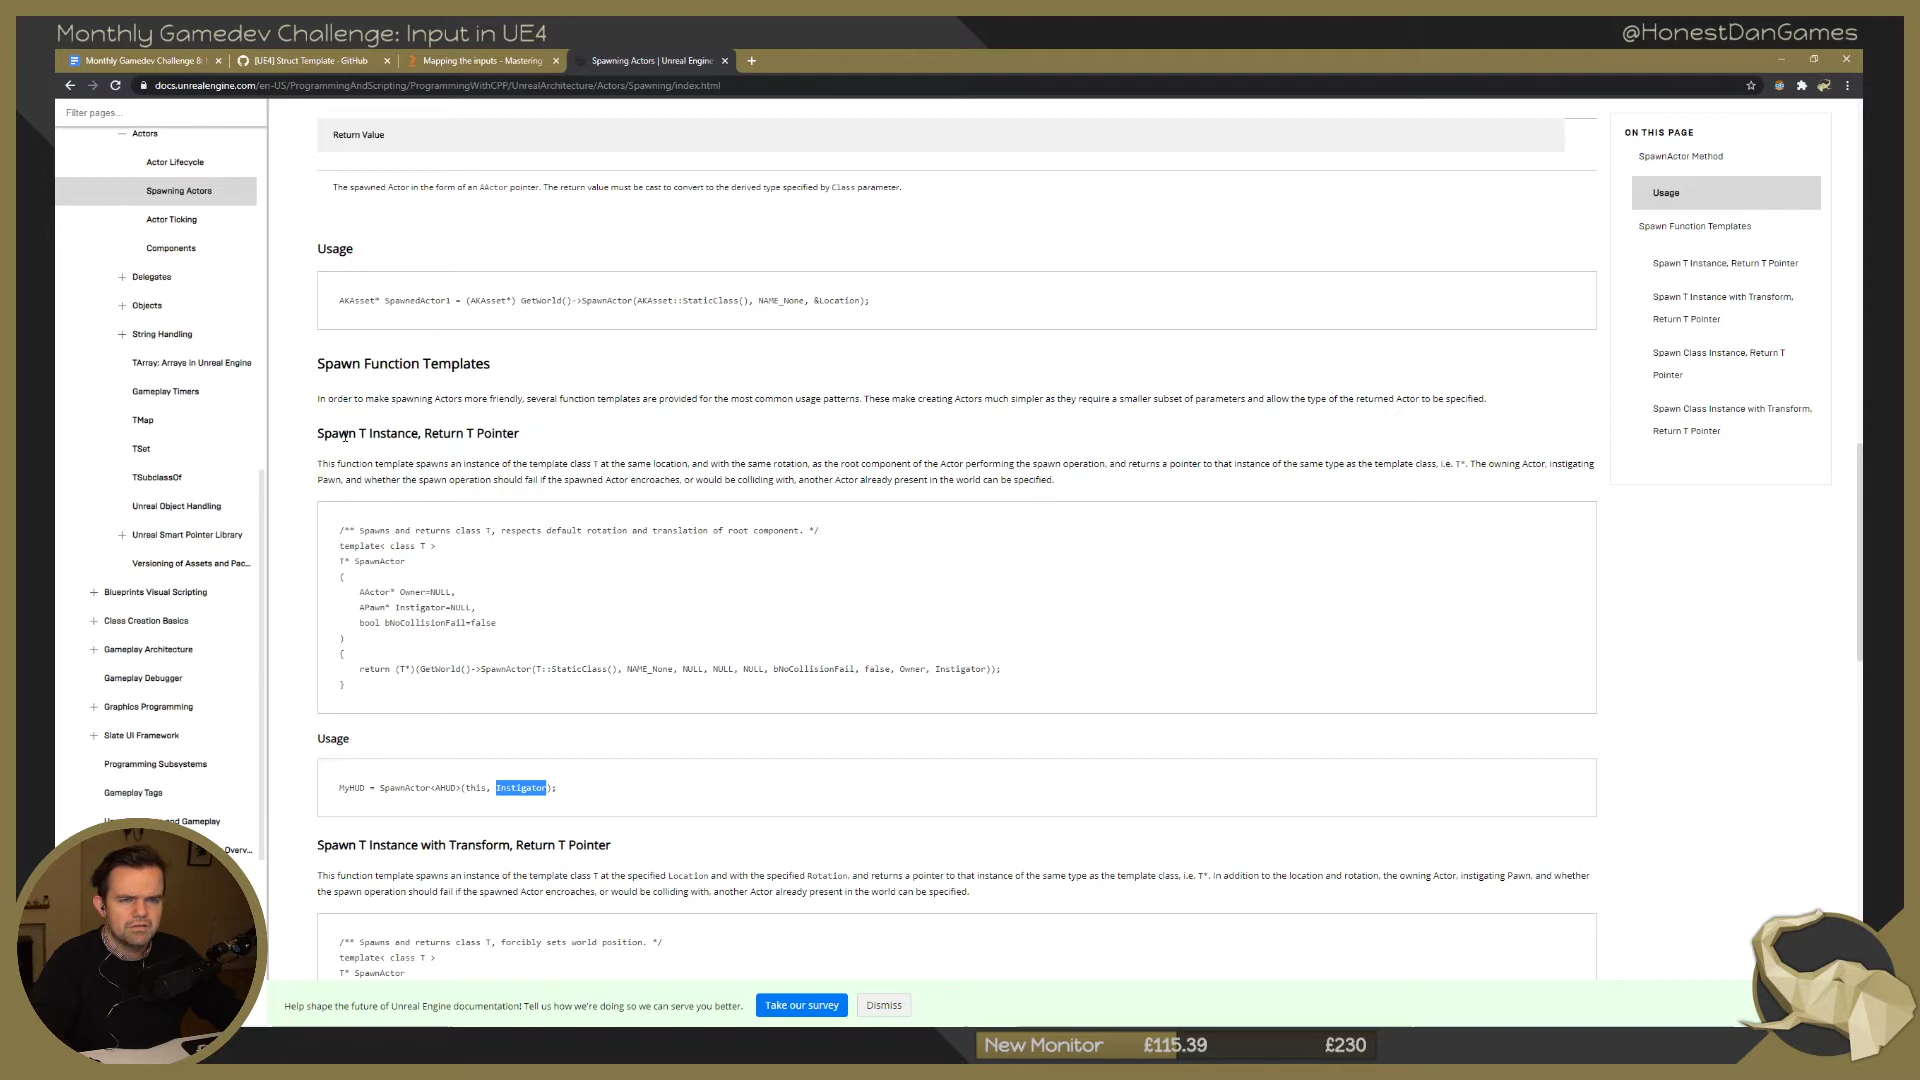 Monthly Gamedev Challenge: Input in UE4
@HonestDanGames
Monthly Gamedev Challenge 8:
[UE4] Struct Template - GitHub
Mapping the inputs - Mastering
Spawning Actors | Unreal Engine
docs.unrealengine.com/en-US/ProgrammingAndScripting/ProgrammingWithCPP/UnrealArchitecture/Actors/Spawning/index.html
Filter pages...
Actors
Actor Lifecycle
Spawning Actors
Actor Ticking
Components
Delegates
Objects
String Handling
TArray: Arrays in Unreal Engine
Gameplay Timers
TMap
TSet
TSubclassOf
Unreal Object Handling
Unreal Smart Pointer Library
Versioning of Assets and Pac...
Blueprints Visual Scripting
Class Creation Basics
Gameplay Architecture
Gameplay Debugger
Graphics Programming
Slate UI Framework
Programming Subsystems
Gameplay Tags
and Gameplay
Overv...
Return Value
The spawned Actor in the form of an AActor pointer. The return value must be cast to convert to the derived type specified by Class parameter.
Usage
AKAsset* SpawnedActor1 = (AKAsset*) GetWorld()->SpawnActor(AKAsset::StaticClass(), NAME_None, &Location);
Spawn Function Templates
In order to make spawning Actors more friendly, several function templates are provided for the most common usage patterns. These make creating Actors much simpler as they require a smaller subset of parameters and allow the type of the returned Actor to be specified.
Spawn T Instance, Return T Pointer
This function template spawns an instance of the template class T at the same location, and with the same rotation, as the root component of the Actor performing the spawn operation, and returns a pointer to that instance of the same type as the template class, i.e. T*. The owning Actor, instigating
Pawn, and whether the spawn operation should fail if the spawned Actor encroaches, or would be colliding with, another Actor already present in the world can be specified.
/** Spawns and returns class T, respects default rotation and translation of root component. */
template< class T >
T* SpawnActor
(
AActor* Owner=NULL,
APawn* Instigator=NULL,
bool bNoCollisionFail=false
)
{
return (T*)(GetWorld()->SpawnActor(T::StaticClass(), NAME_None, NULL, NULL, NULL, bNoCollisionFail, false, Owner, Instigator));
}
Usage
MyHUD = SpawnActor<AHUD>(this, Instigator);
Spawn T Instance with Transform, Return T Pointer
This function template spawns an instance of the template class T at the specified Location and with the specified Rotation, and returns a pointer to that instance of the same type as the template class, i.e. T*. In addition to the location and rotation, the owning Actor, instigating Pawn, and whether
the spawn operation should fail if the spawned Actor encroaches, or would be colliding with, another Actor already present in the world can be specified.
/** Spawns and returns class T, forcibly sets world position. */
template< class T >
T* SpawnActor
ON THIS PAGE
SpawnActor Method
Usage
Spawn Function Templates
Spawn T Instance, Return T Pointer
Spawn T Instance with Transform,
Return T Pointer
Spawn Class Instance, Return T
Pointer
Spawn Class Instance with Transform,
Return T Pointer
Help shape the future of Unreal Engine documentation! Tell us how we're doing so we can serve you better.
Take our survey
Dismiss
New Monitor £115.39 £230